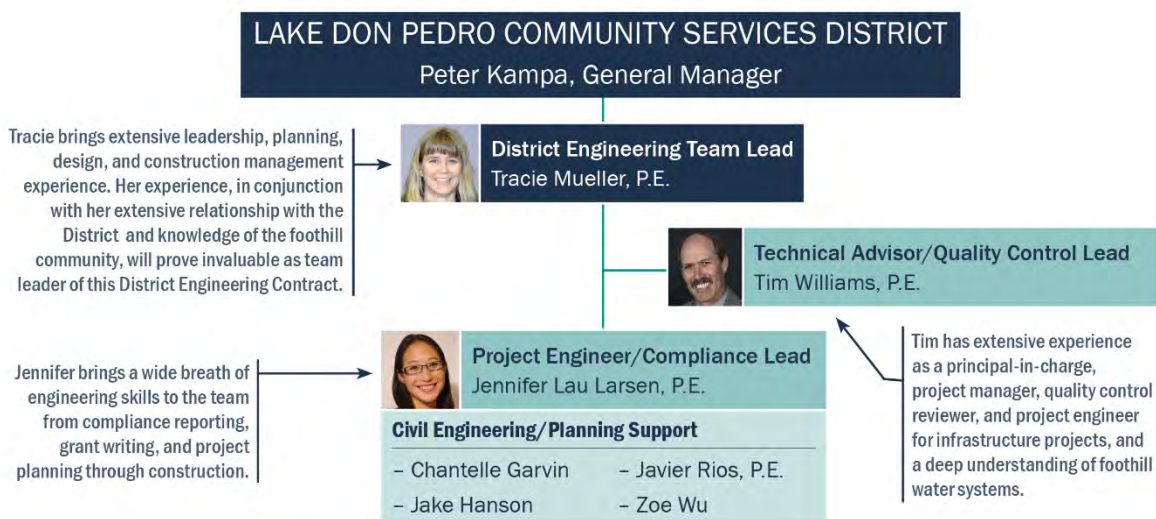 LAKE DON PEDRO COMMUNITY SERVICES DISTRICT
Peter Kampa, General Manager
Tracie brings extensive leadership, planning,
design, and construction management
experience. Her experience, in conjunction
with her extensive relationship with the
District and knowledge of the foothill
community, will prove invaluable as team
leader of this District Engineering Contract.
District Engineering Team Lead
Tracie Mueller, P.E.
Technical Advisor/Quality Control Lead
Tim Williams, P.E.
Jennifer brings a wide breath of
engineering skills to the team
from compliance reporting,
grant writing, and project
planning through construction.
Project Engineer/Compliance Lead
Jennifer Lau Larsen, P.E.
Civil Engineering/Planning Support
– Chantelle Garvin
– Javier Rios, P.E.
– Jake Hanson
– Zoe Wu
Tim has extensive experience
as a principal-in-charge,
project manager, quality control
reviewer, and project engineer
for infrastructure projects, and
a deep understanding of foothill
water systems.